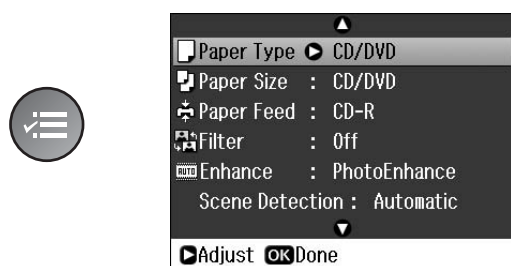 Paper Type CD/DVD
Paper Size : CD/DVD
Paper Feed : CD-R
Filter : Off
AUTO Enhance : PhotoEnhance
Scene Detection : Automatic
Adjust OK Done